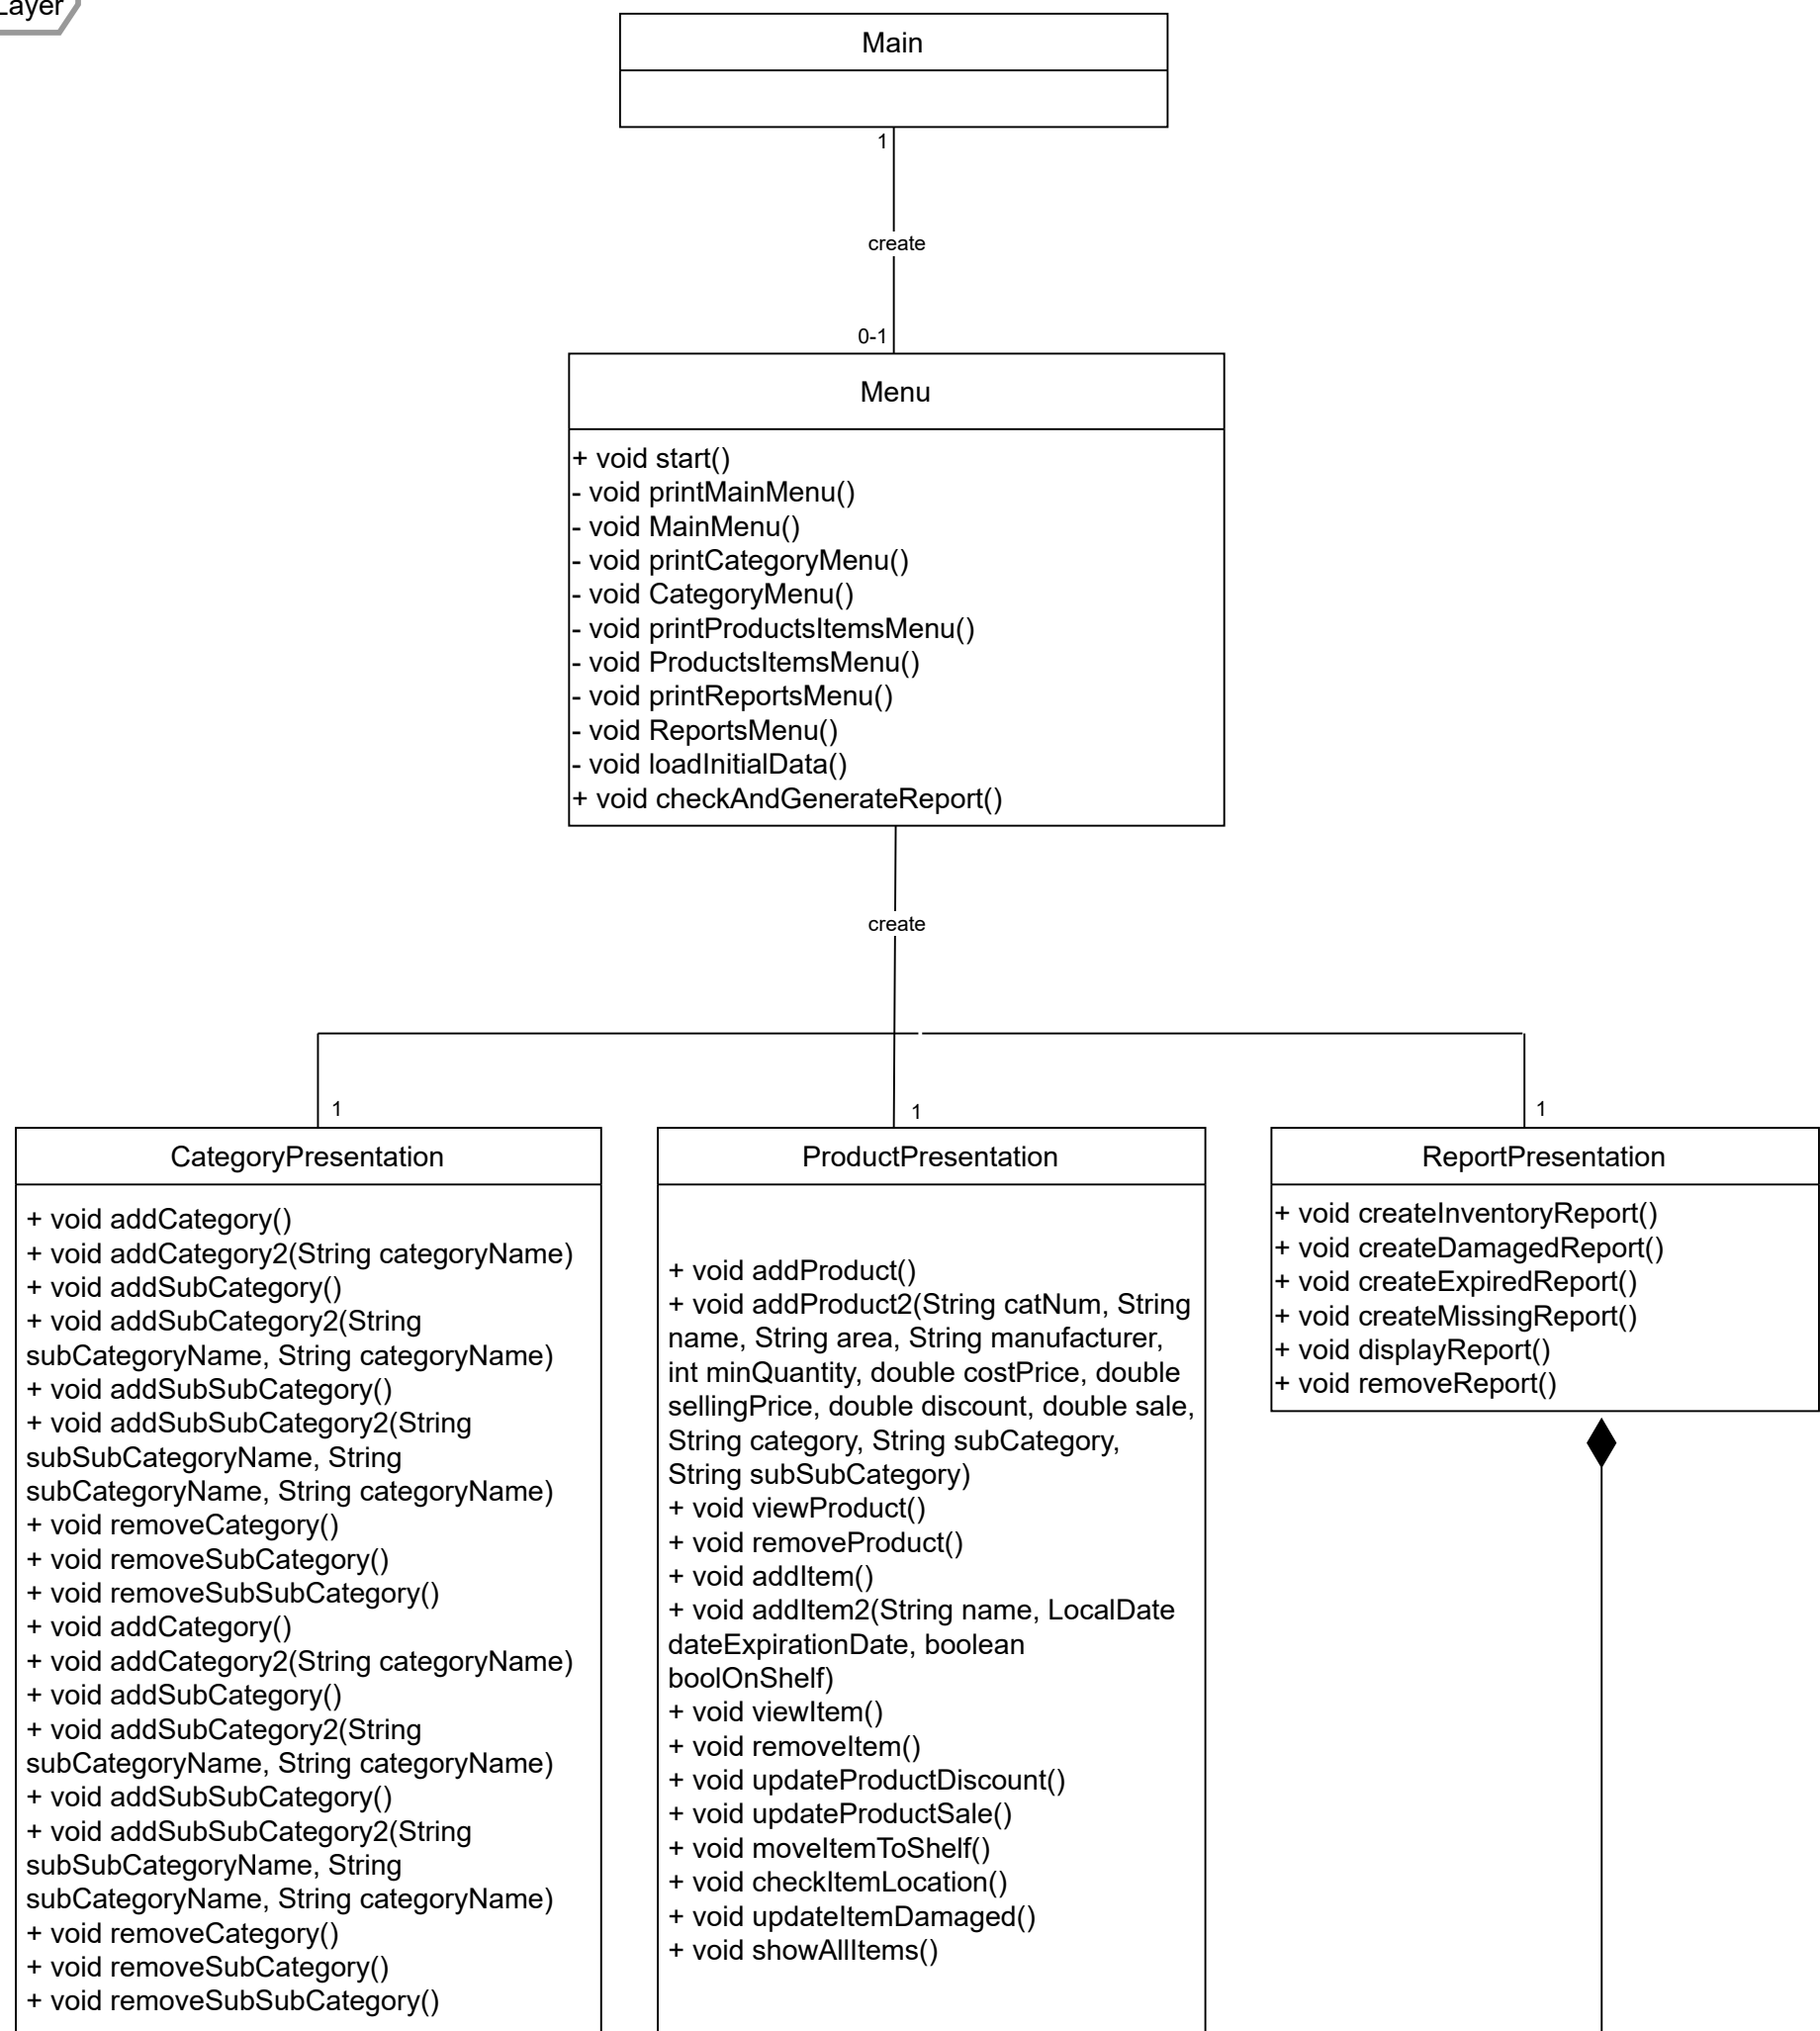 Layer
Main
1
create
0-1
Menu
+ void start()
- void printMainMenu()
- void MainMenu()
- void printCategoryMenu()
- void CategoryMenu()
- void printProductsItemsMenu()
- void ProductsItemsMenu()
- void printReportsMenu()
- void ReportsMenu()
- void loadInitialData()
+ void checkAndGenerateReport()
create
1
1
1
CategoryPresentation
+ void addCategory()
+ void addCategory2(String categoryName)
+ void addSubCategory()
+ void addSubCategory2(String
subCategoryName, String categoryName)
+ void addSubSubCategory()
+ void addSubSubCategory2(String
subSubCategoryName, String
subCategoryName, String categoryName)
+ void removeCategory()
+ void removeSubCategory()
+ void removeSubSubCategory()
+ void addCategory()
+ void addCategory2(String categoryName)
+ void addSubCategory()
+ void addSubCategory2(String
subCategoryName, String categoryName)
+ void addSubSubCategory()
+ void addSubSubCategory2(String
subSubCategoryName, String
subCategoryName, String categoryName)
+ void removeCategory()
+ void removeSubCategory()
+ void removeSubSubCategory()
ProductPresentation
+ void addProduct()
+ void addProduct2(String catNum, String
name, String area, String manufacturer,
int minQuantity, double costPrice, double
sellingPrice, double discount, double sale,
String category, String subCategory,
String subSubCategory)
+ void viewProduct()
+ void removeProduct()
+ void addItem()
+ void addItem2(String name, LocalDate
dateExpirationDate, boolean
boolOnShelf)
+ void viewItem()
+ void removeItem()
+ void updateProductDiscount()
+ void updateProductSale()
+ void moveItemToShelf()
+ void checkItemLocation()
+ void updateItemDamaged()
+ void showAllItems()
ReportPresentation
+ void createInventoryReport()
+ void createDamagedReport()
+ void createExpiredReport()
+ void createMissingReport()
+ void displayReport()
+ void removeReport()